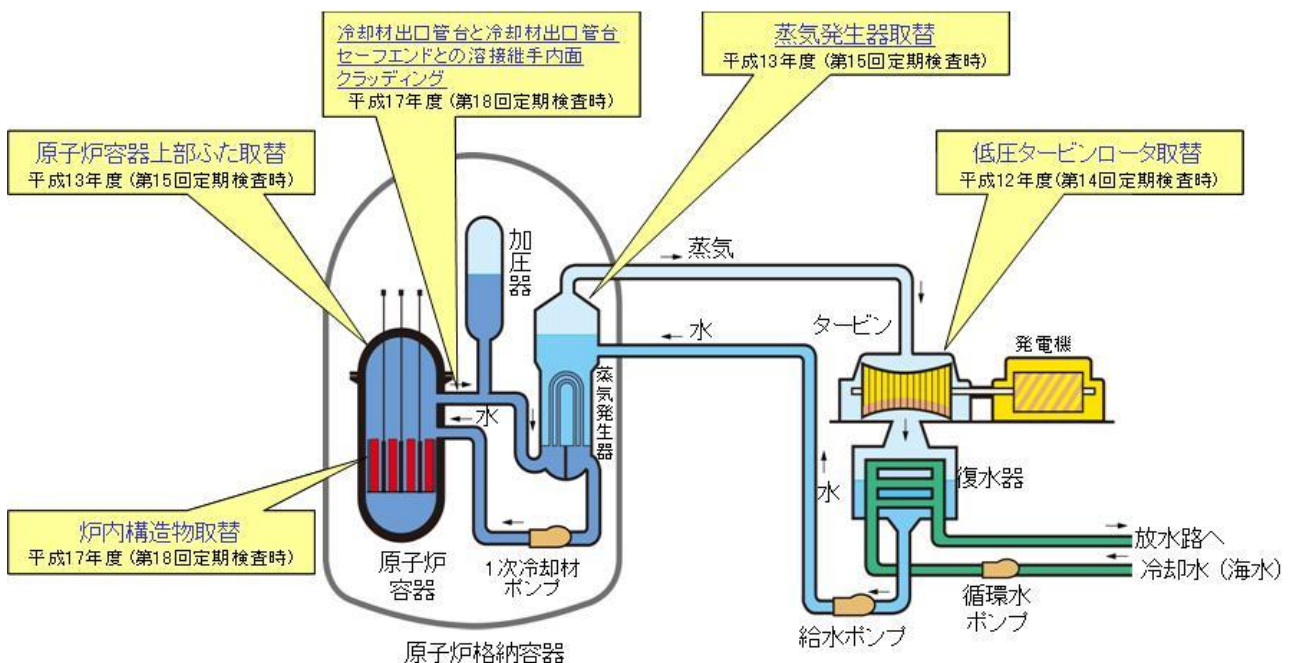 冷却材出口管台と冷却材出口管台
セーフエンドとの溶接継手内面
クラッディング
平成17年度(第18回定期検査時)
蒸気発生器取替
平成13年度(第15回定期検査時)
原子炉容器上部ふた取替
平成13年度(第15回定期検査時)
低圧タービンロータ取替
平成12年度(第14回定期検査時)
加圧器
蒸気
水
タービン
発電機
蒸気発生器
水
復水器
水
炉内構造物取替
平成17年度(第18回定期検査時)
原子炉
容器
1次冷却材
ポンプ
放水路へ
冷却水(海水)
循環水
ポンプ
給水ポンプ
原子炉格納容器